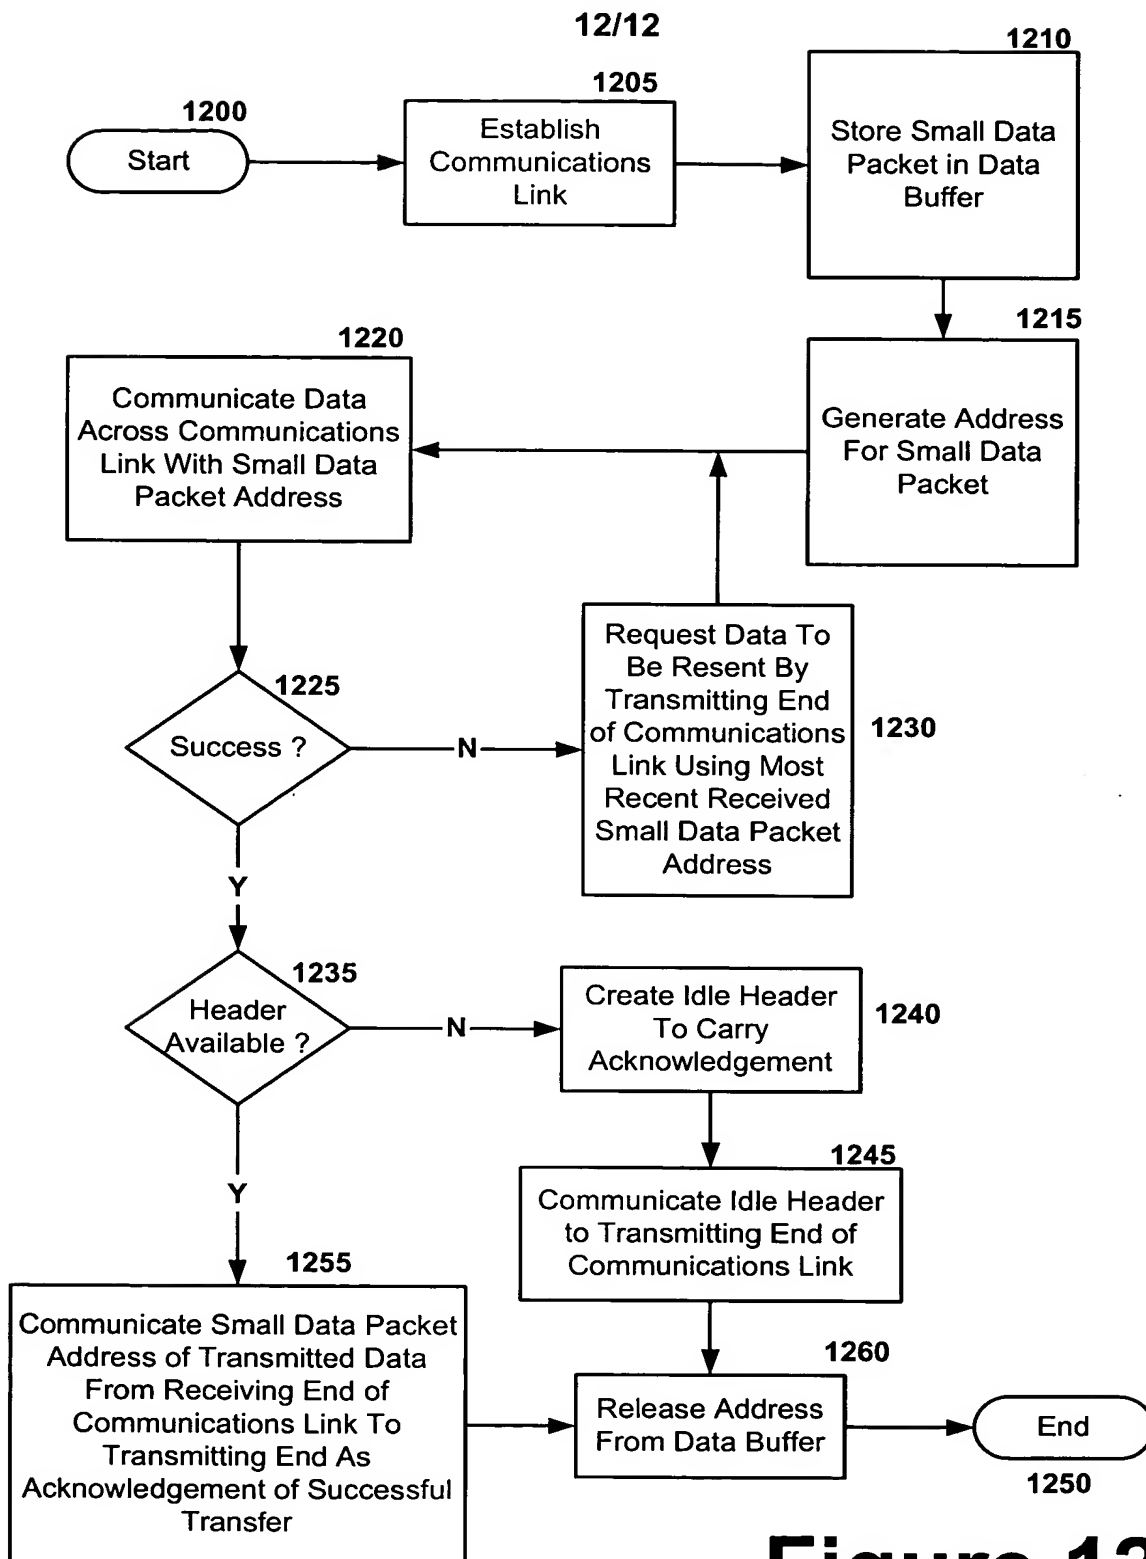 12/12
1200
Start
1205
Establish
Communications
Link
1210
Store Small Data
Packet in Data
Buffer
1215
Generate Address
For Small Data
Packet
1220
Communicate Data
Across Communications
Link With Small Data
Packet Address
1225
Success ?
N
1230
Request Data To
Be Resent By
Transmitting End
of Communications
Link Using Most
Recent Received
Small Data Packet
Address
Y
1235
Header
Available ?
N
1240
Create Idle Header
To Carry
Acknowledgement
1245
Communicate Idle Header
to Transmitting End of
Communications Link
Y
1255
Communicate Small Data Packet
Address of Transmitted Data
From Receiving End of
Communications Link To
Transmitting End As
Acknowledgement of Successful
Transfer
1260
Release Address
From Data Buffer
End
1250
Figure 12